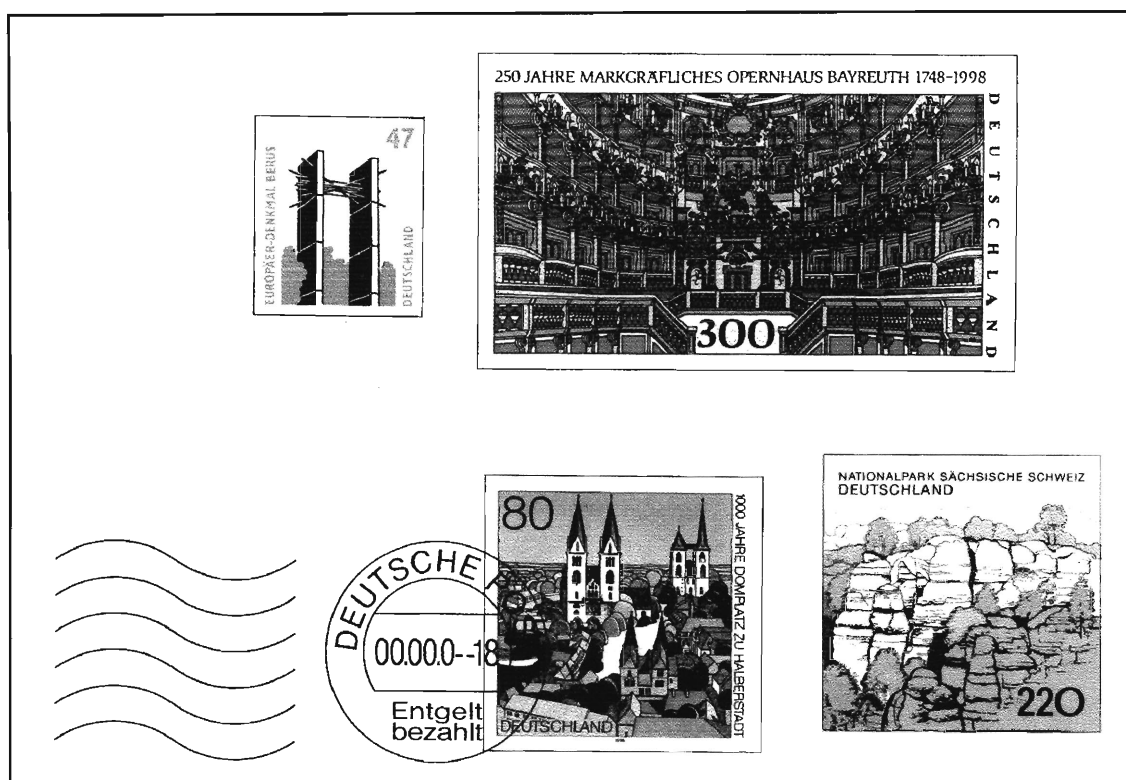 250 JAHRE MARKGRÄFLICHES OPERNHAUS BAYREUTH 1748-1998
DEUTSCHLAND
300
47
EUROPÄER-DENKMAL BERUS
DEUTSCHLAND
NATIONALPARK SÄCHSISCHE SCHWEIZ
DEUTSCHLAND
220
80
1000 JAHRE DOMPLATZ ZU HALBERSTADT
DEUTSCHLAND
DEUTSCHE
00.00.0--18
Entgelt
bezahlt